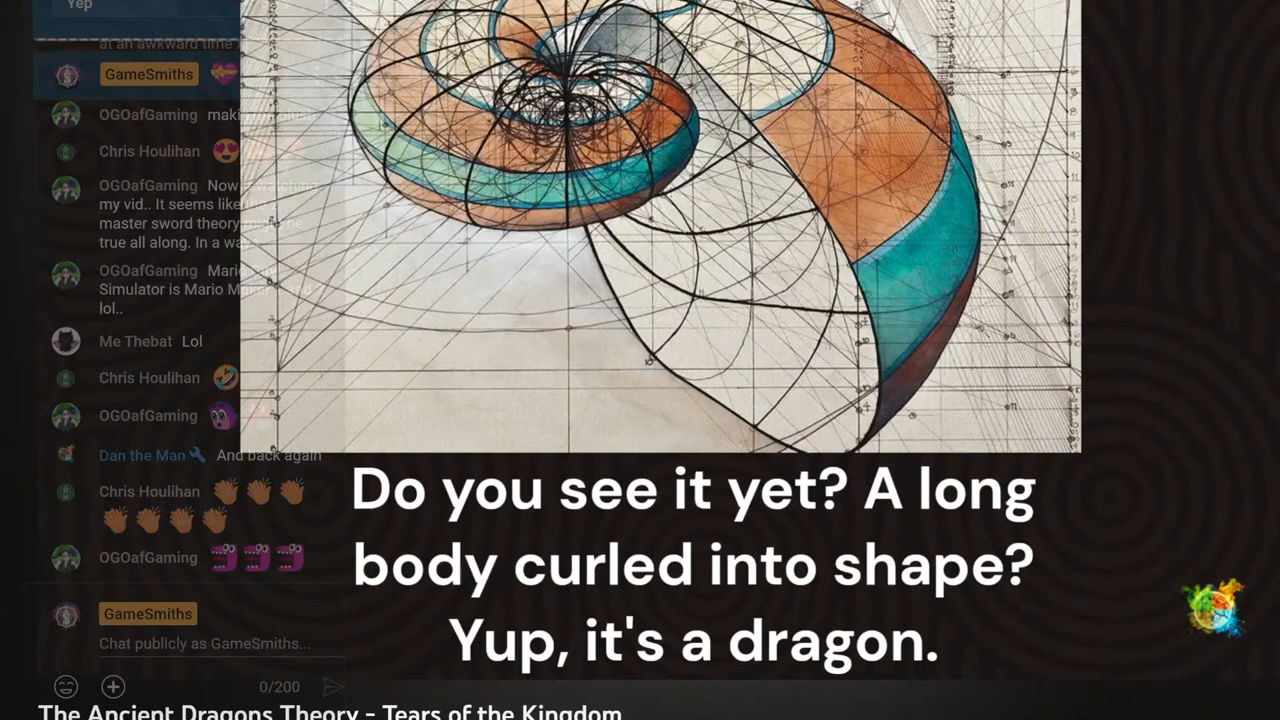 Yep
at an awkward time
GameSmiths
OGOafGaming
Chris Houlihan
OGOafGaming Now
my vid.. It seems like
master sword theory
true all along. In a
OGOafGaming
Simulator is Mario
lol..
Me Thebat Lol
Chris Houlihan
OGOafGaming
Dan the Man And back again
Chris Houlihan
OGOafGaming
GameSmiths
Chat publicly as GameSmiths...
0/200
Do you see it yet? A long
body curled into shape?
Yup, it's a dragon.
The Ancient Dragons Theory - Tears of the Kingdom